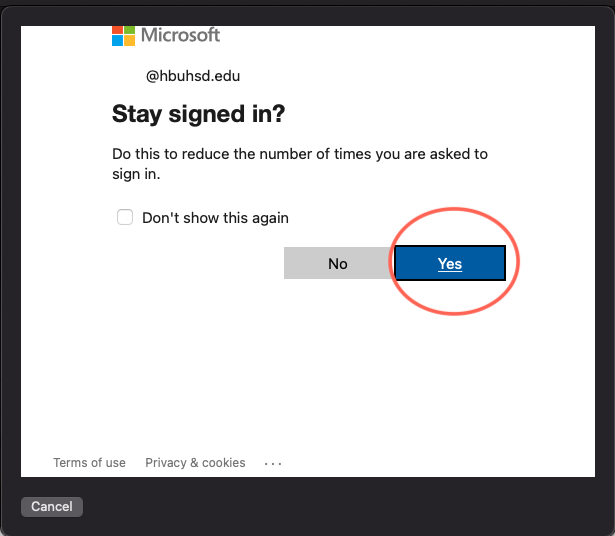 Microsoft
@hbuhsd.edu
Stay signed in?
Do this to reduce the number of times you are asked to
sign in.
Don't show this again
No
Yes
Terms of use
Privacy & cookies
...
Cancel